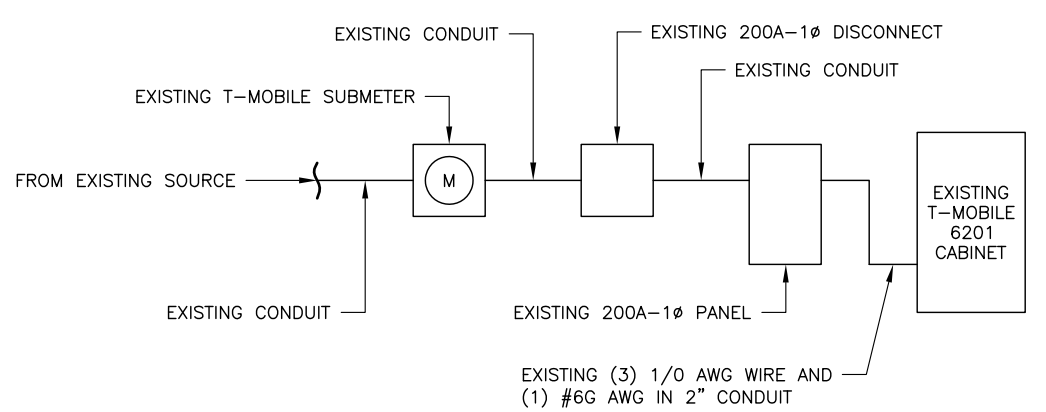 EXISTING CONDUIT
EXISTING 200A-1ø DISCONNECT
EXISTING CONDUIT
EXISTING T-MOBILE SUBMETER
FROM EXISTING SOURCE
M
EXISTING
T-MOBILE
6201
CABINET
EXISTING CONDUIT
EXISTING 200A-1ø PANEL
EXISTING (3) 1/0 AWG WIRE AND
(1) #6G AWG IN 2" CONDUIT